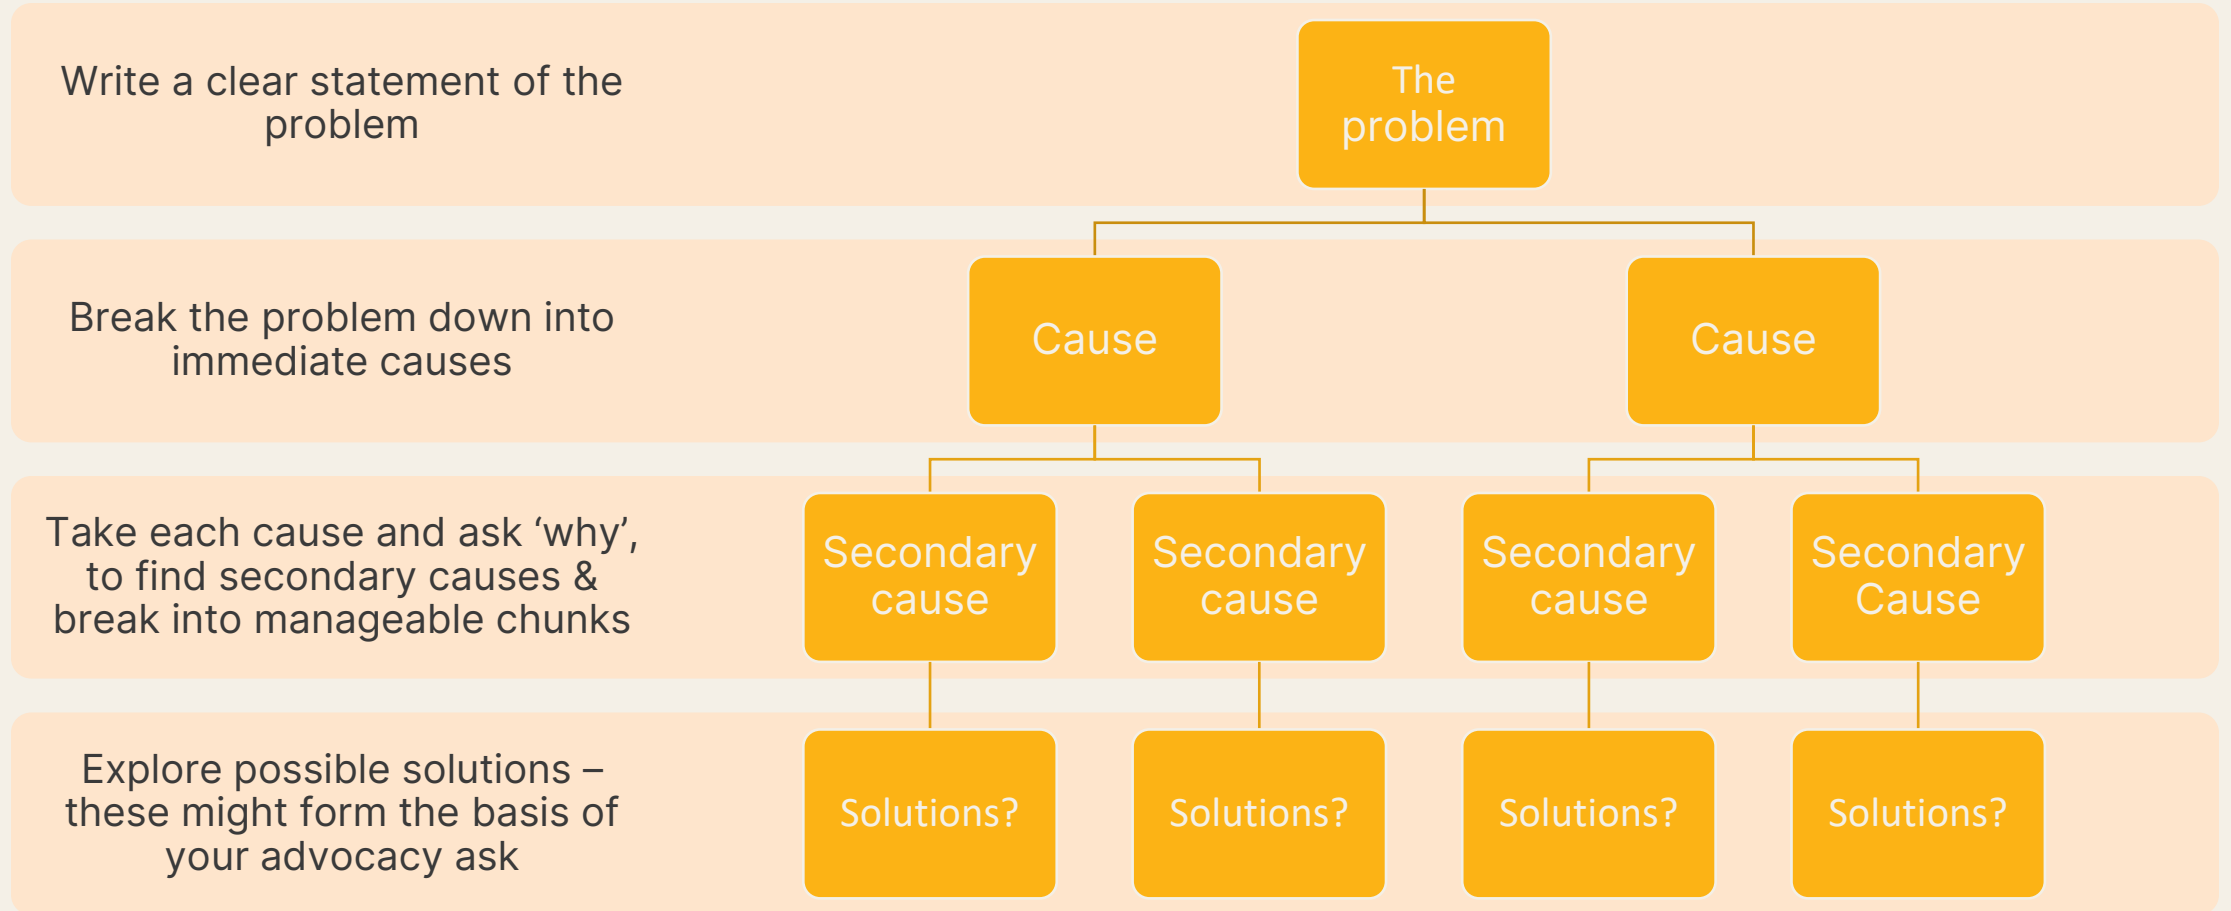 Write a clear statement of the
problem
The
problem
Break the problem down into
immediate causes
Cause
Cause
Take each cause and ask ‘why’,
to find secondary causes &
break into manageable chunks
Secondary
cause
Secondary
cause
Secondary
cause
Secondary
Cause
Explore possible solutions –
these might form the basis of
your advocacy ask
Solutions?
Solutions?
Solutions?
Solutions?